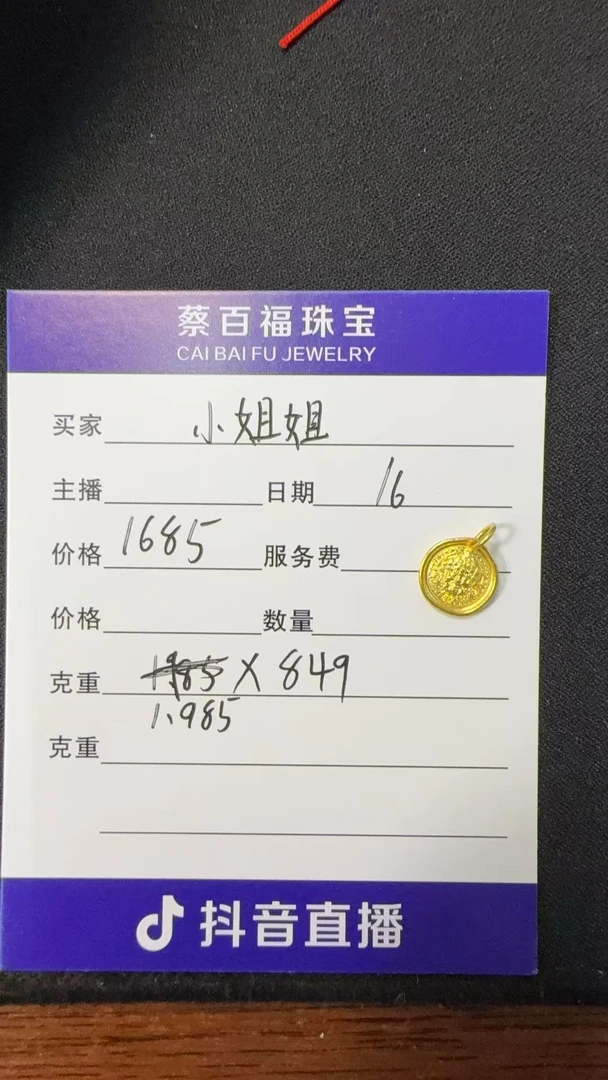 蔡百福珠宝
CAI BAI FU JEWELRY
买家 小姐姐
主播 日期 16
价格 1685 服务费
价格 数量
克重 1.985 X 849
1.985
克重
抖音直播